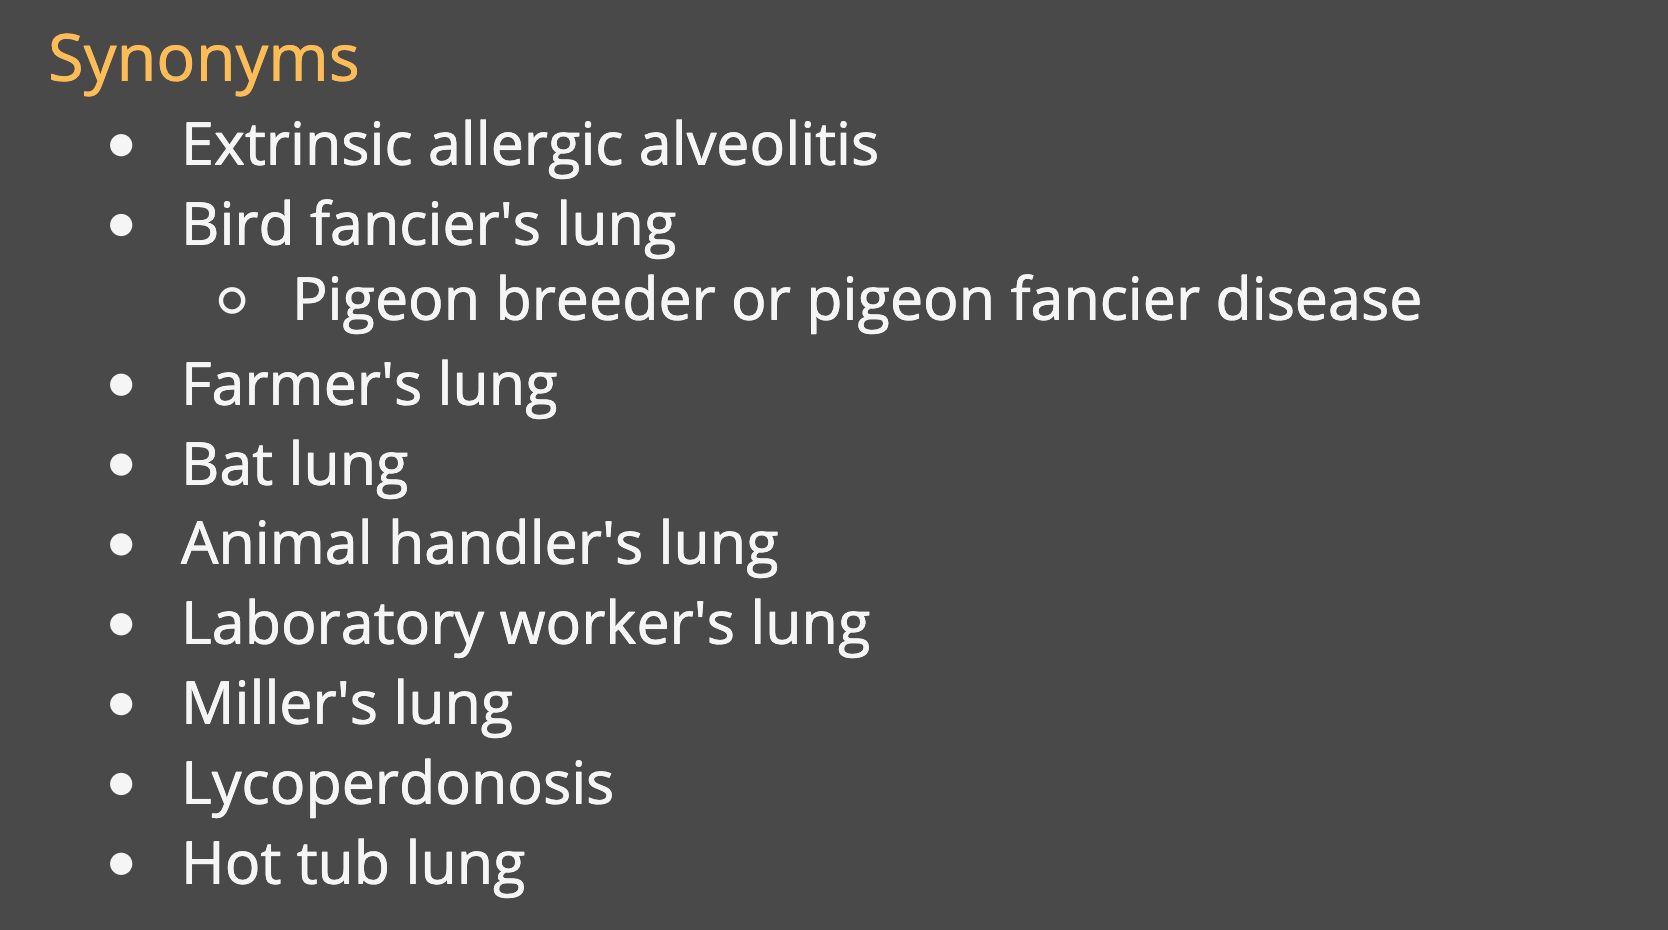 Synonyms
• Extrinsic allergic alveolitis
• Bird fancier's lung
○ Pigeon breeder or pigeon fancier disease
• Farmer's lung
• Bat lung
• Animal handler's lung
• Laboratory worker's lung
• Miller's lung
• Lycoperdonosis
• Hot tub lung